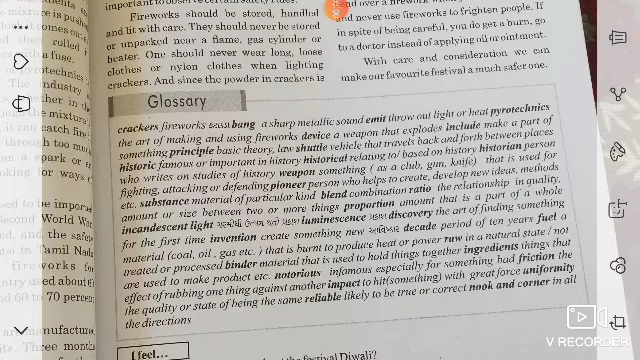 important to observe certain safety rules.
Fireworks should be stored, handled
and lit with care. They should never be stored
or unpacked near a flame, gas cylinder or
heater. One should never wear long, loose
clothes or nylon clothes when lighting
crackers. And since the powder in crackers is
and never use fireworks to frighten people. If
in spite of being careful, you do get a burn, go
to a doctor instead of applying oil or ointment.
With care and consideration we can
make our favourite festival a much safer one.
Glossary
crackers fireworks bang a sharp metallic sound emit throw out light or heat pyrotechnics
the art of making and using fireworks device a weapon that explodes include make a part of
something principle basic theory, law shuttle vehicle that travels back and forth between places
historic famous or important in history historical relating to/ based on history historian person
who writes on studies of history weapon something ( as a club, gun, knife) that is used for
fighting, attacking or defending pioneer person who helps to create, develop new ideas, methods
etc. substance material of particular kind blend combination ratio the relationship in quality.
amount or size between two or more things proportion amount that is a part of a whole
incandescent light luminescence discovery the art of finding something
for the first time invention create something new decade period of ten years fuel a
material (coal, oil, gas etc.) that is burnt to produce heat or power raw in a natural state / not
treated or processed binder material that is used to hold things together ingredients things that
are used to make product etc. notorious infamous especially for something bad friction the
effect of rubbing one thing against another impact to hit(something) with great force uniformity
the quality or state of being the same reliable likely to be true or correct nook and corner in all
the directions
I feel...
the festival Diwali?
V RECORDER